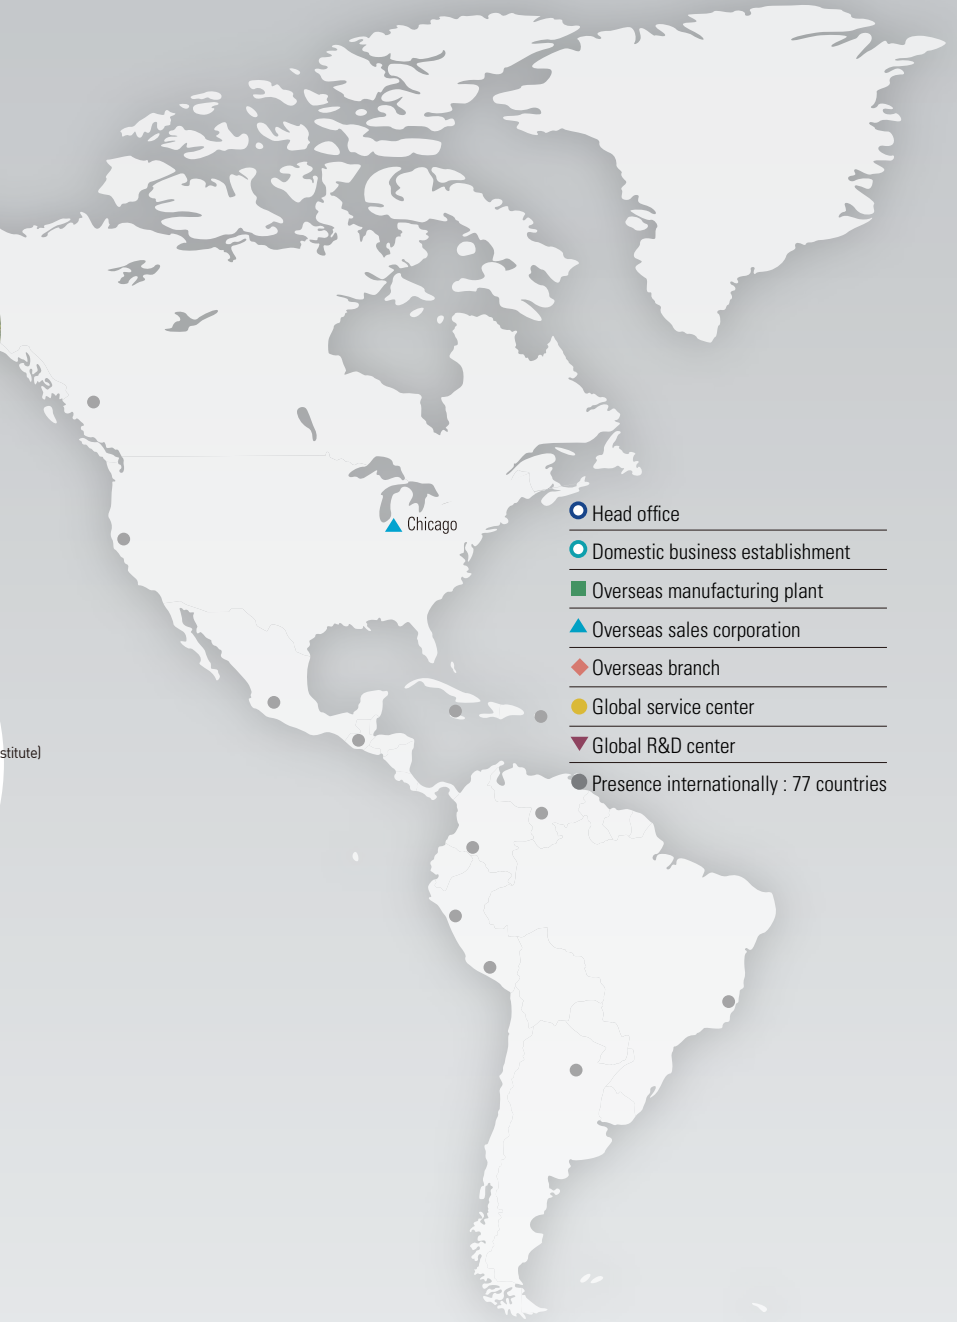 Chicago
Head office
Domestic business establishment
Overseas manufacturing plant
Overseas sales corporation
Overseas branch
Global service center
Global R&D center
Presence internationally : 77 countries
stitute)